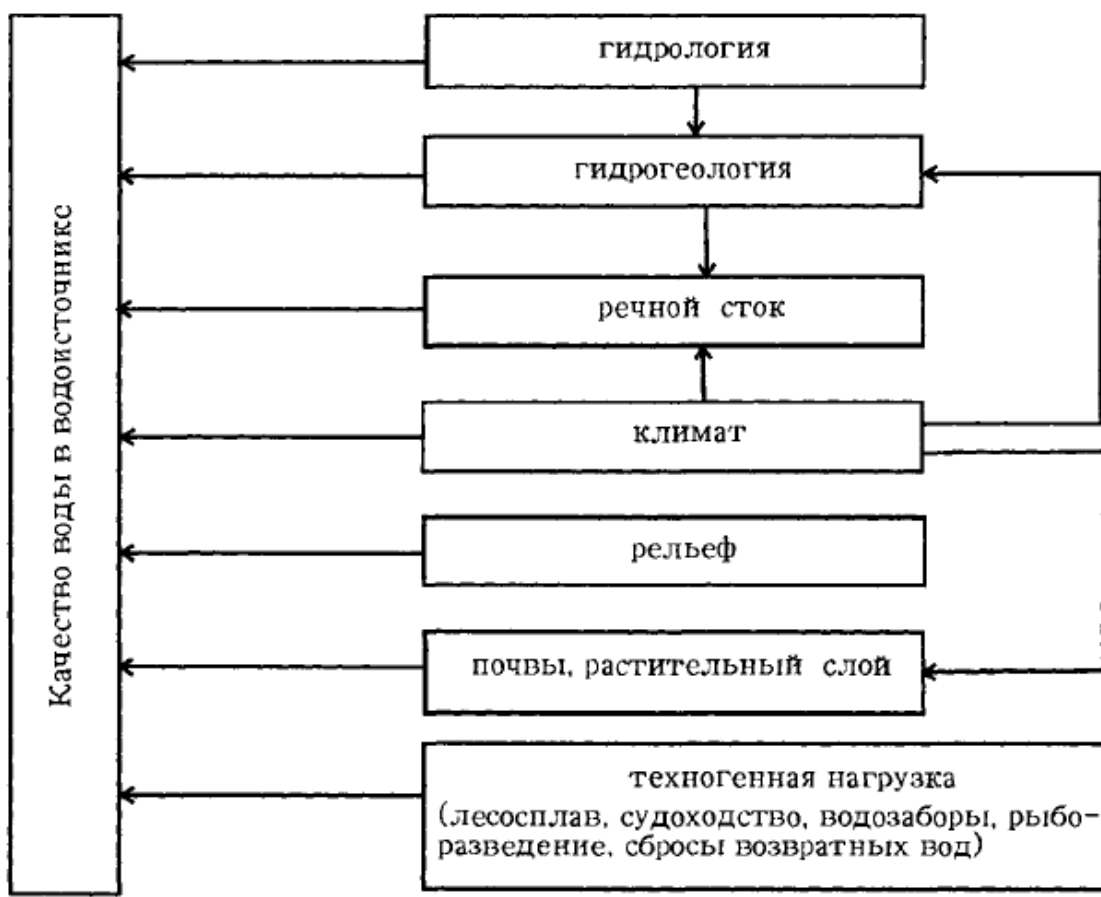 Качество воды в водоисточникс
гидрология
гидрогеология
речной сток
климат
рельеф
почвы, растительный слой
техногенная нагрузка
(лесосплав, судоходство, водозаборы, рыбо-
разведение, сбросы возвратных вод)